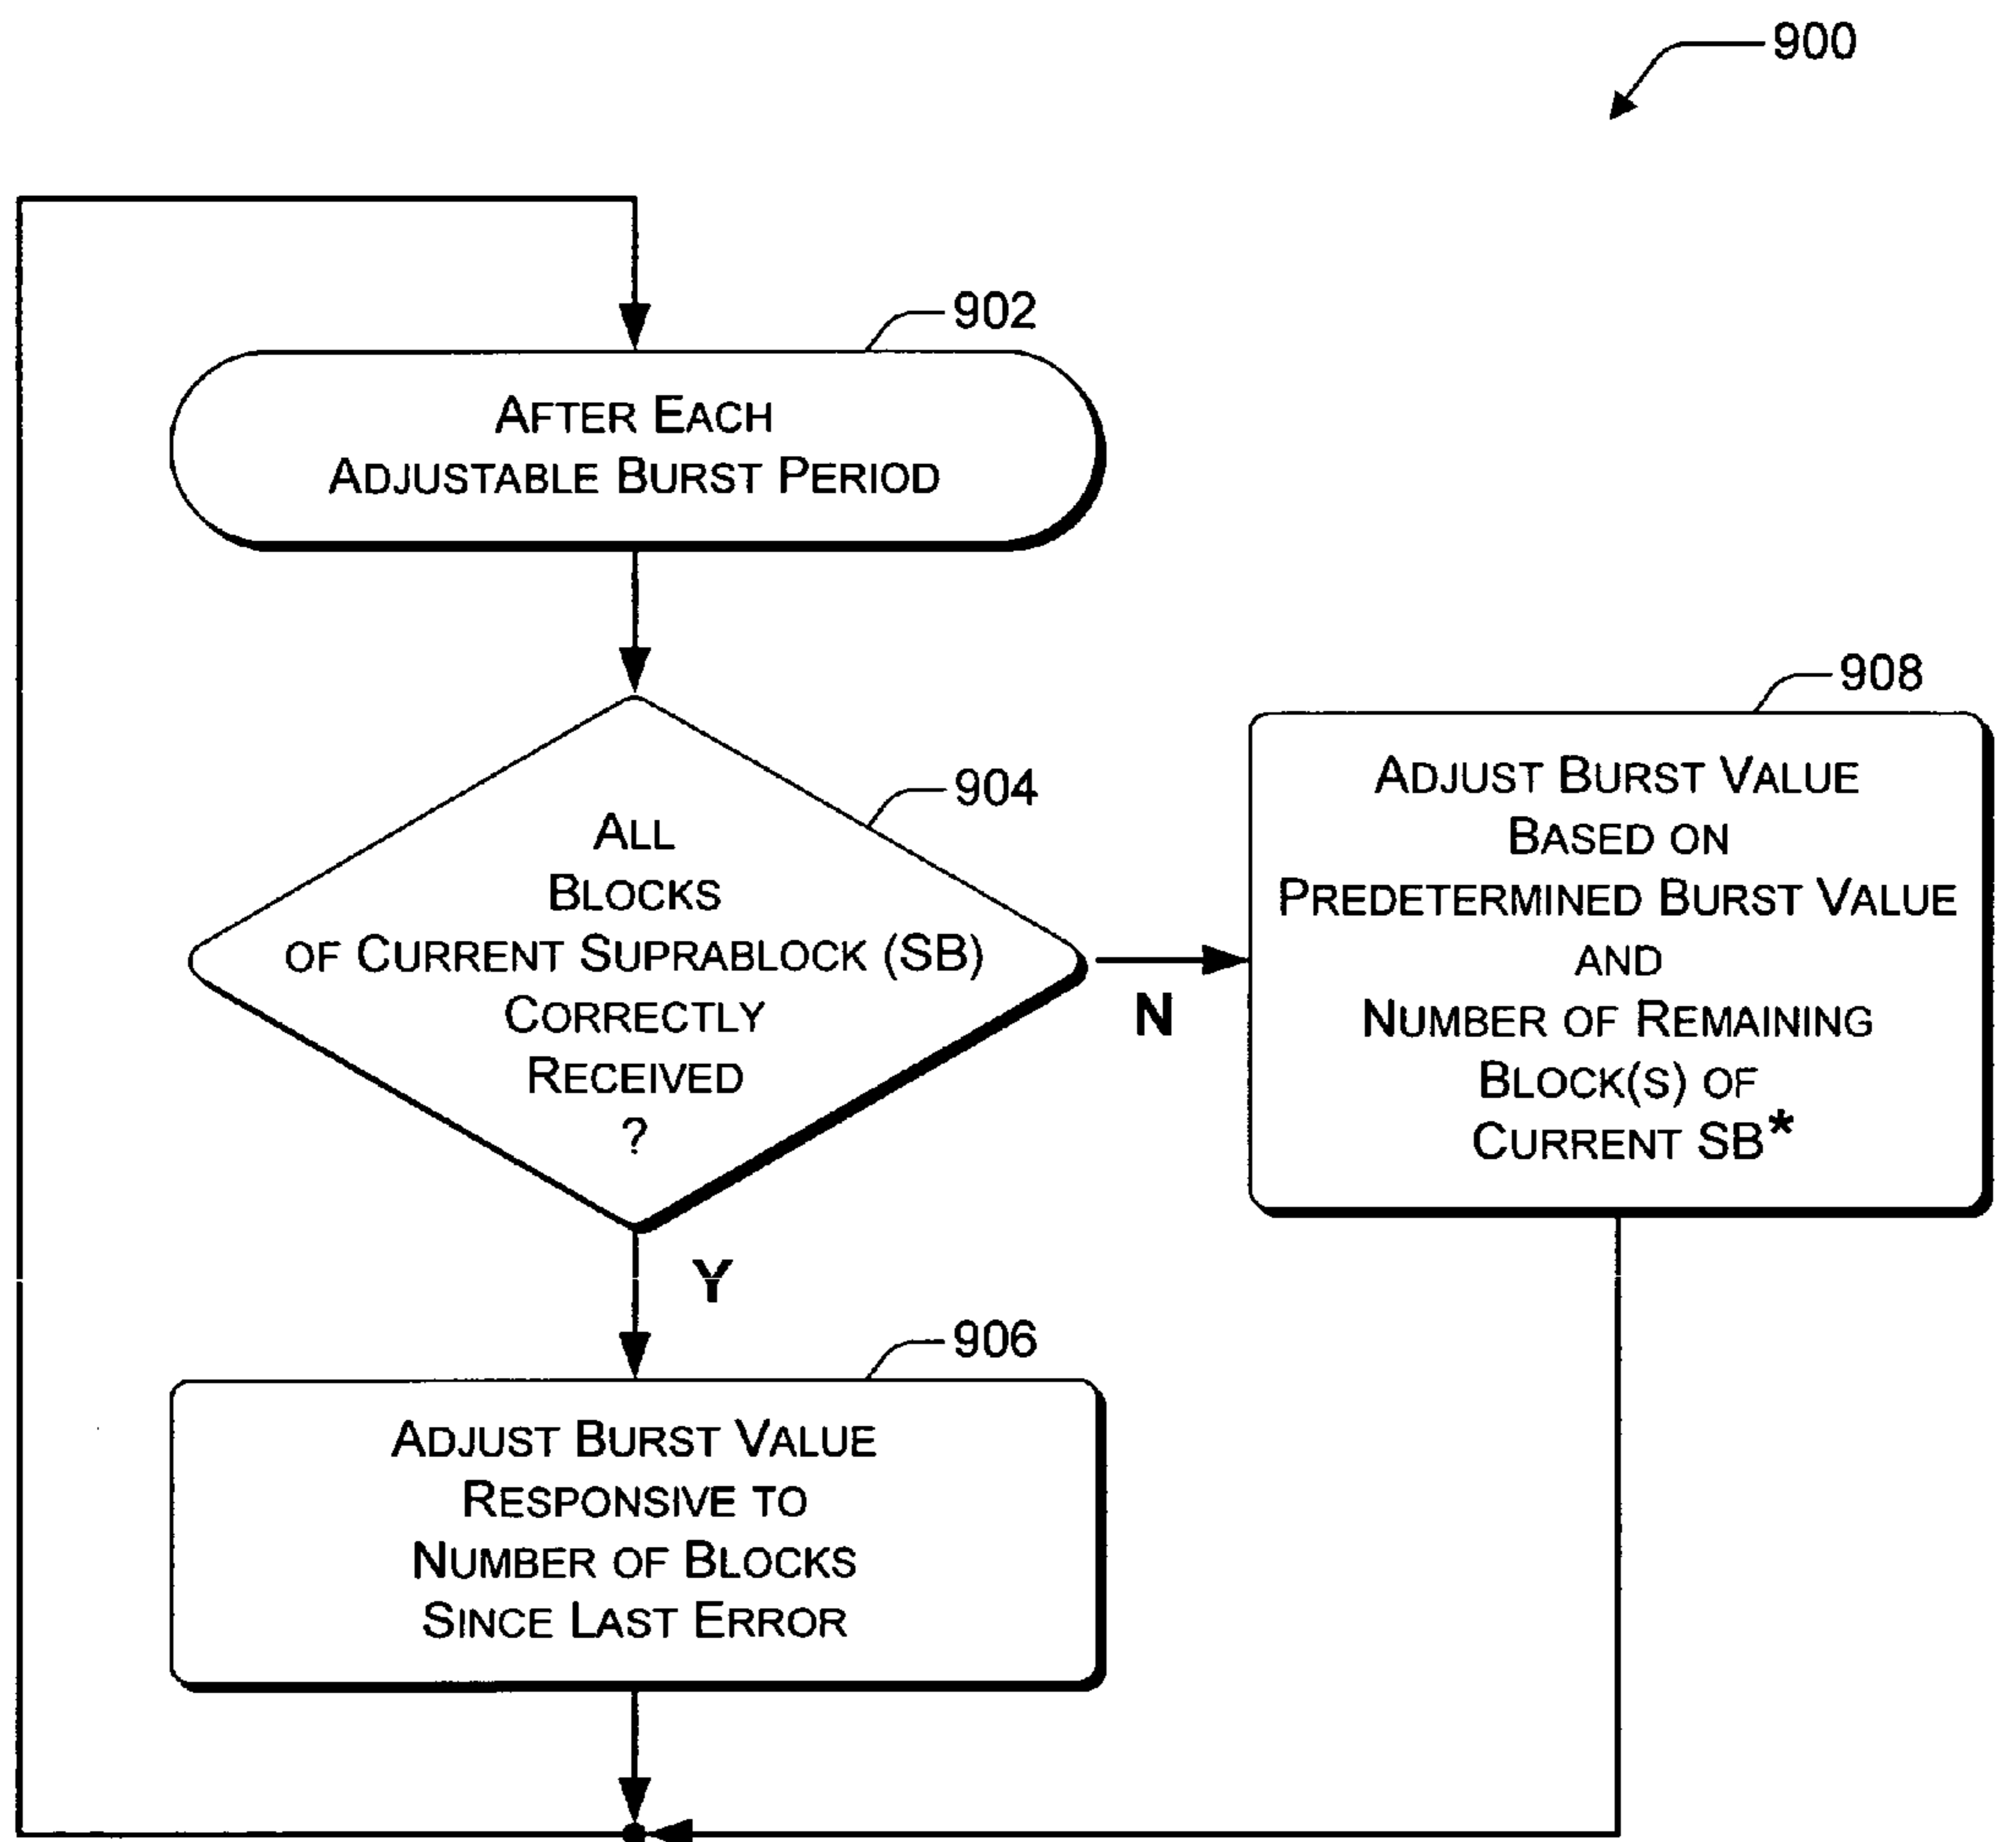 900
902
AFTER EACH
ADJUSTABLE BURST PERIOD
904
ALL
BLOCKS
OF CURRENT SUPRABLOCK (SB)
CORRECTLY
RECEIVED
?
N
908
ADJUST BURST VALUE
BASED ON
PREDETERMINED BURST VALUE
AND
NUMBER OF REMAINING
BLOCK(S) OF
CURRENT SB*
Y
906
ADJUST BURST VALUE
RESPONSIVE TO
NUMBER OF BLOCKS
SINCE LAST ERROR